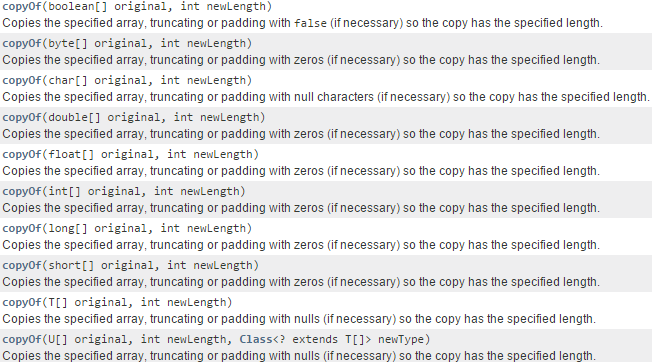 copyOf(boolean[] original, int newLength)
Copies the specified array, truncating or padding with false (if necessary) so the copy has the specified length.
copyOf(byte[] original, int newLength)
Copies the specified array, truncating or padding with zeros (if necessary) so the copy has the specified length.
copyOf(char[] original, int newLength)
Copies the specified array, truncating or padding with null characters (if necessary) so the copy has the specified length.
copyOf(double[] original, int newLength)
Copies the specified array, truncating or padding with zeros (if necessary) so the copy has the specified length.
copyOf(float[] original, int newLength)
Copies the specified array, truncating or padding with zeros (if necessary) so the copy has the specified length.
copyOf(int[] original, int newLength)
Copies the specified array, truncating or padding with zeros (if necessary) so the copy has the specified length.
copyOf(long[] original, int newLength)
Copies the specified array, truncating or padding with zeros (if necessary) so the copy has the specified length.
copyOf(short[] original, int newLength)
Copies the specified array, truncating or padding with zeros (if necessary) so the copy has the specified length.
copyOf(T[] original, int newLength)
Copies the specified array, truncating or padding with nulls (if necessary) so the copy has the specified length.
copyOf(U[] original, int newLength, Class<? extends T[]> newType)
Copies the specified array, truncating or padding with nulls (if necessary) so the copy has the specified length.